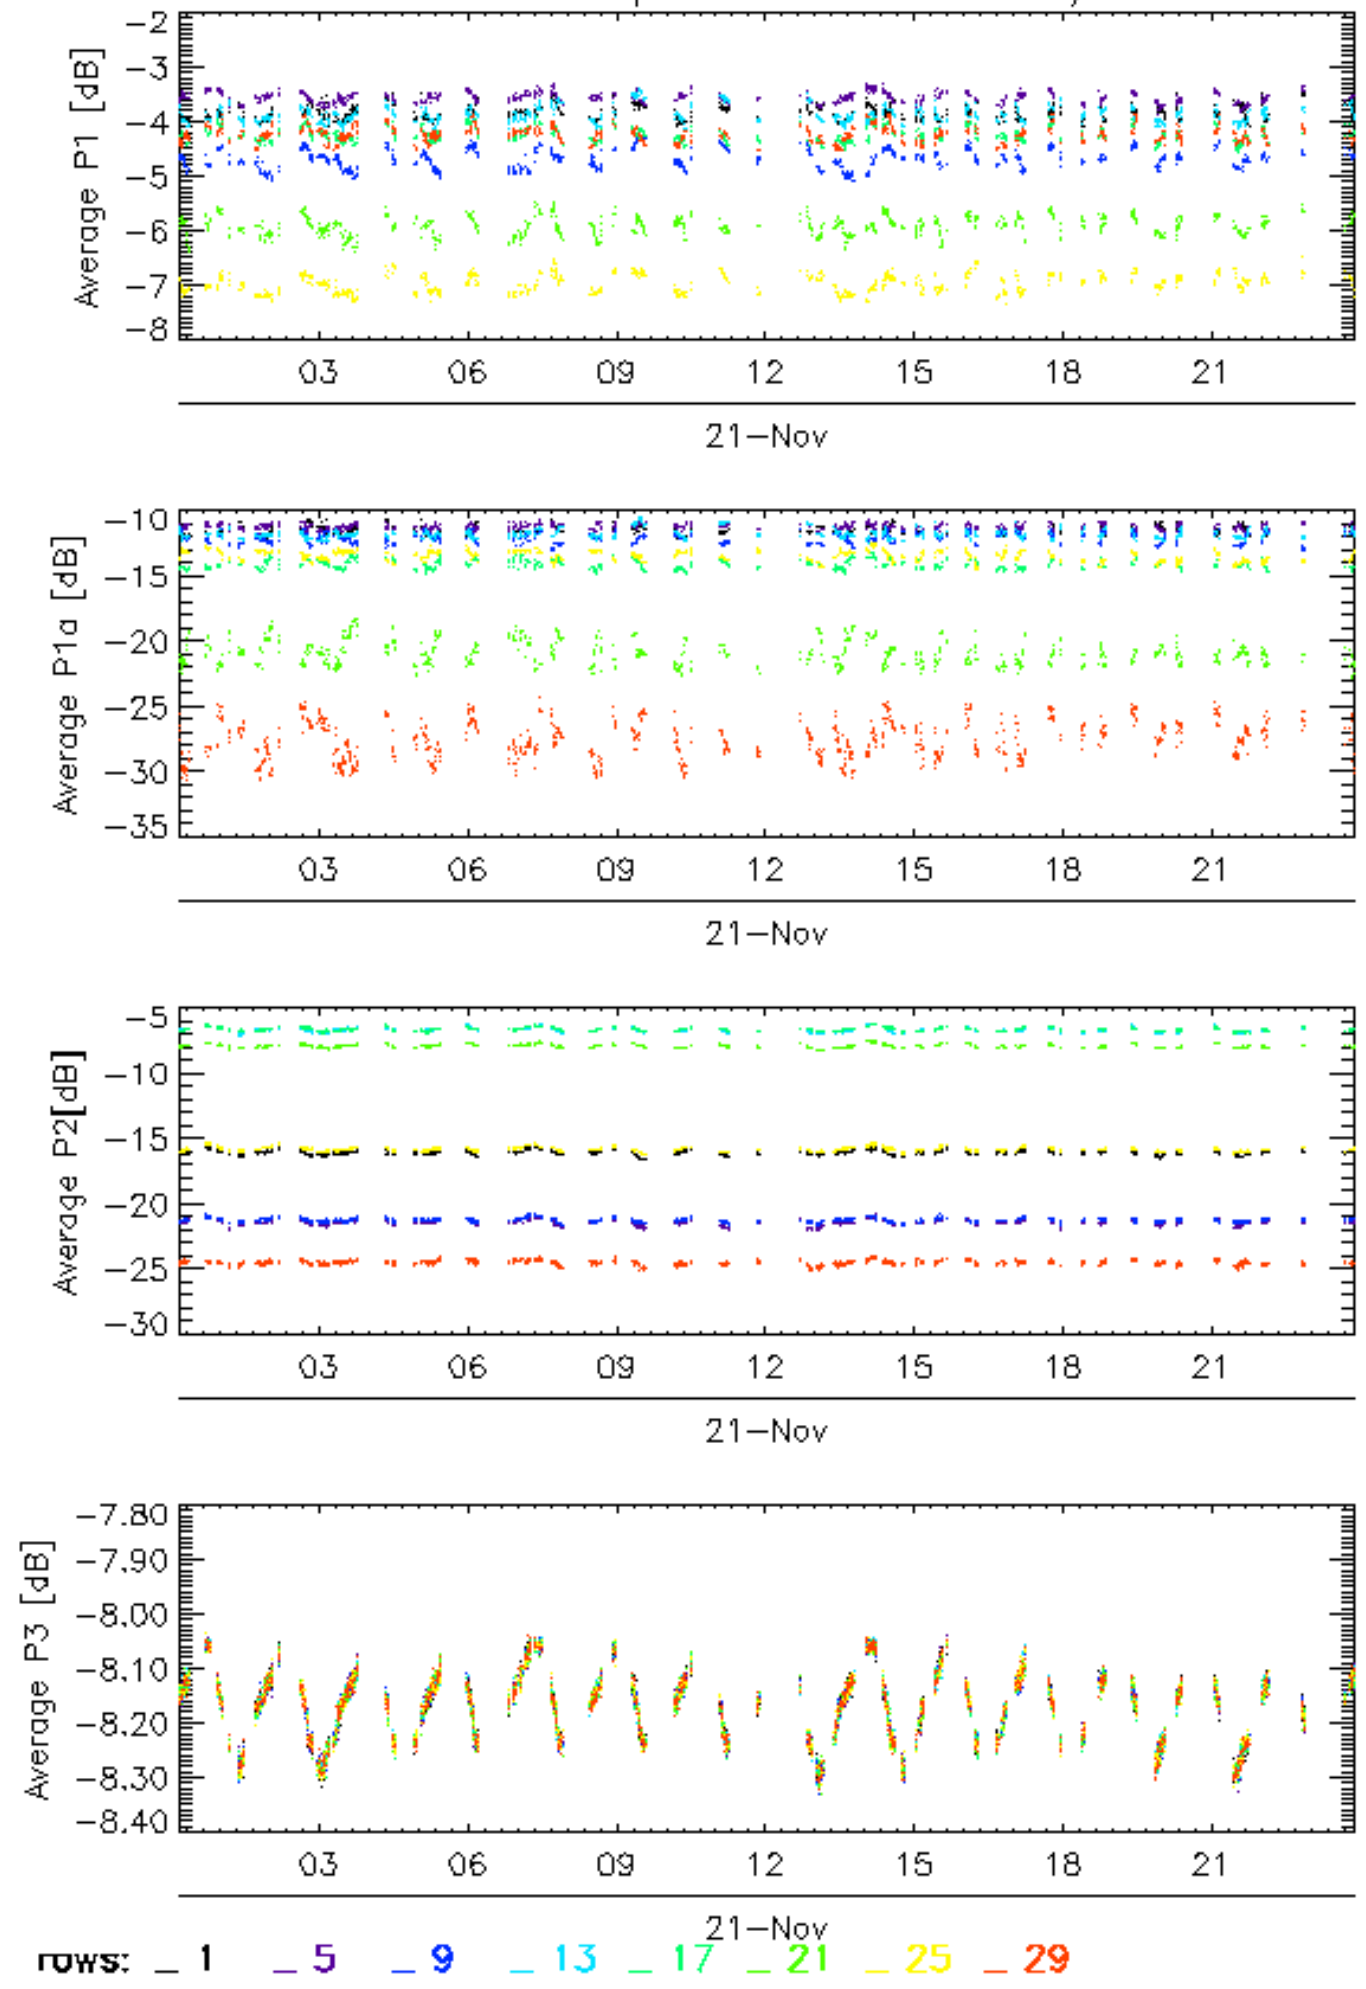 Average P1 [dB]
-2
-3
-4
-5
-6
-7
-8
03 06 09 12 15 18 21
21-Nov
Average P1a [dB]
-10
-15
-20
-25
-30
-35
03 06 09 12 15 18 21
21-Nov
Average P2[dB]
-5
-10
-15
-20
-25
-30
03 06 09 12 15 18 21
21-Nov
Average P3 [dB]
-7.80
-7.90
-8.00
-8.10
-8.20
-8.30
-8.40
03 06 09 12 15 18 21
21-Nov
rows: _ 1 _ 5 _ 9 _ 13 _ 17 _ 21 _ 25 _ 29